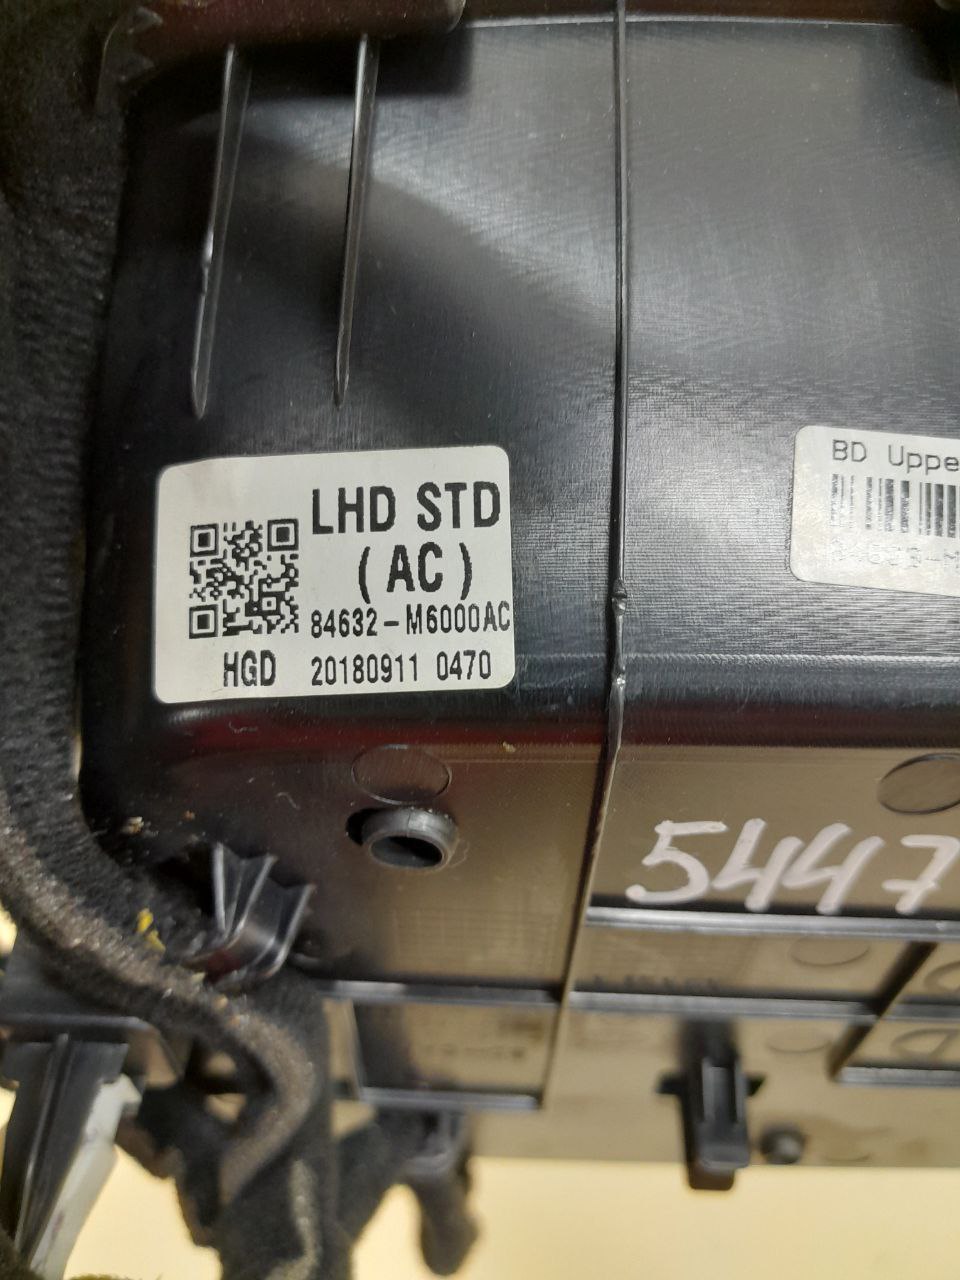 LHD STD
(AC)
84632-M6000AC
HGD 20180911 0470
BD Uppe
5447